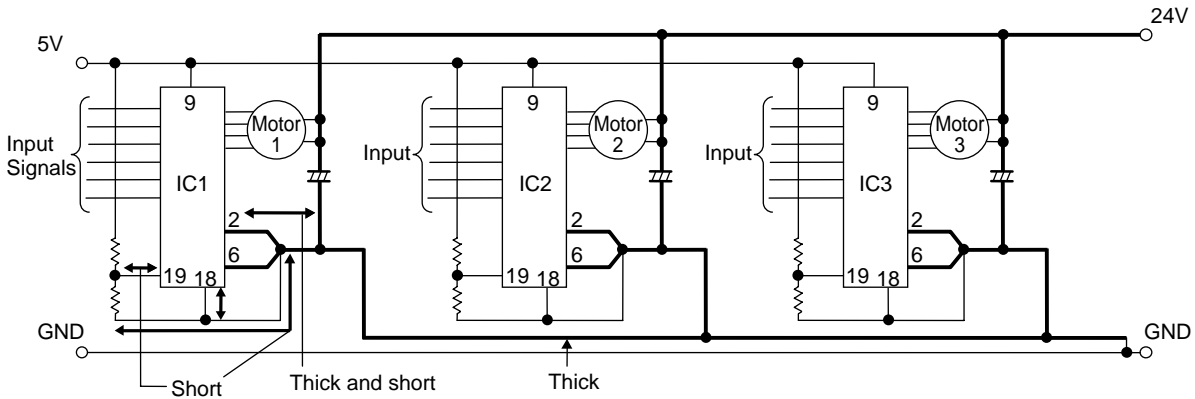 24V
5V
9
9
9
Motor
1
Motor
2
Motor
3
Input
Signals
Input
Input
IC1
IC2
IC3
2
2
2
6
6
6
19
18
19
18
19
18
GND
GND
Short
Thick and short
Thick